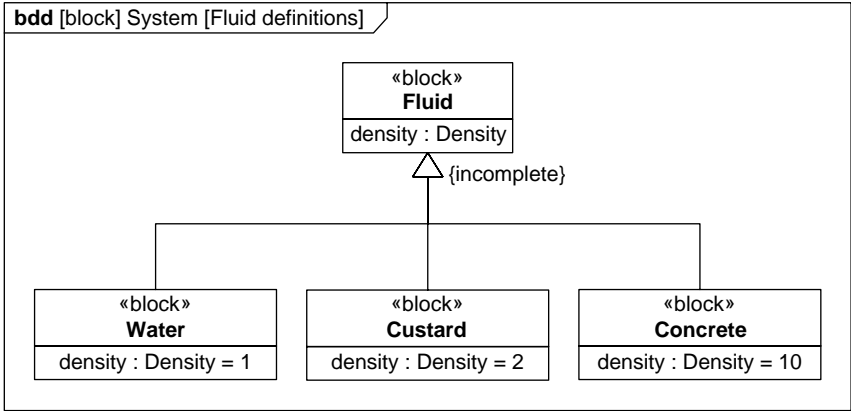 bdd [block] System [Fluid definitions]
«block»
Fluid
density : Density
{incomplete}
«block»
Water
density : Density = 1
«block»
Custard
density : Density = 2
«block»
Concrete
density : Density = 10